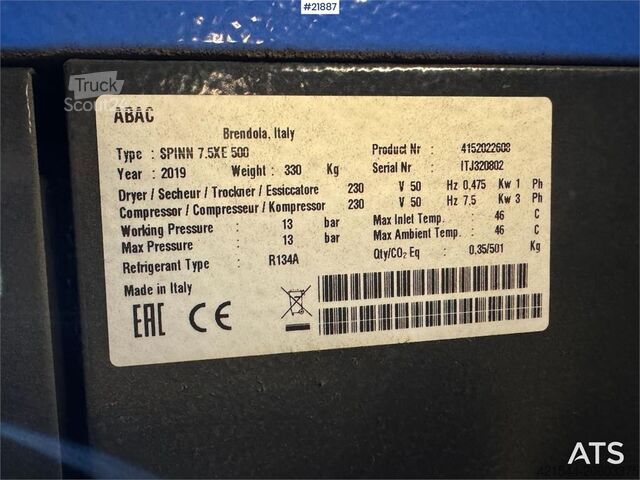 #21887
Truck
Scout24
ABAC
Brendola, Italy
Type : SPINN 7.5XE 500 Product Nr : 4152022608
Year : 2019 Weight : 330 Kg Serial Nr : ITJ320802
Dryer / Secheur / Trockner / Essiccatore 230 V 50 Hz 0.475 Kw 1 Ph
Compressor / Compresseur / Kompressor 230 V 50 Hz 7,5 Kw 3 Ph
Working Pressure : 13 bar Max Inlet Temp. : 46 C
Max Pressure : 13 bar Max Ambient Temp. : 46 C
Refrigerant Type : R134A Qty/CO2 Eq : 0,35/501 Kg
Made in Italy
EAC CE
ATS